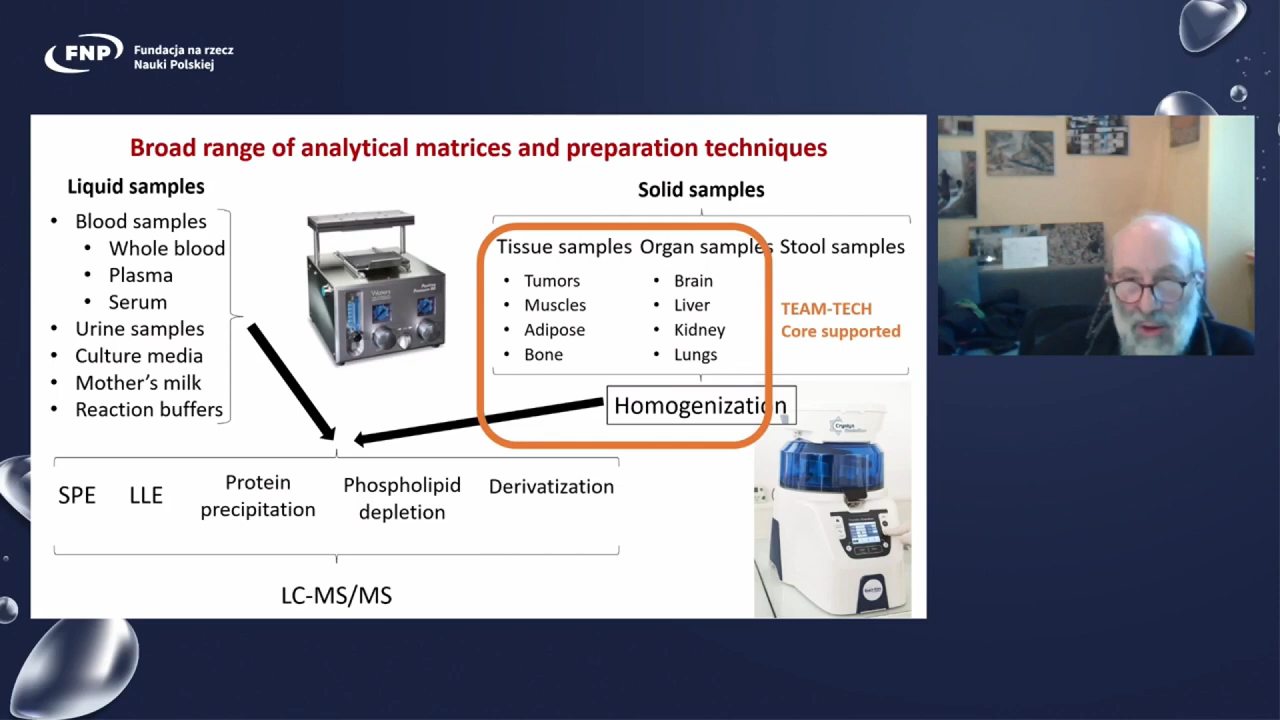 FNP
Fundacja na rzecz
Nauki Polskiej
Broad range of analytical matrices and preparation techniques
Liquid samples
• Blood samples
• Whole blood
• Plasma
• Serum
• Urine samples
• Culture media
• Mother’s milk
• Reaction buffers
Waters
Solid samples
Tissue samples
• Tumors
• Muscles
• Adipose
• Bone
Organ samples
• Brain
• Liver
• Kidney
• Lungs
Stool samples
TEAM-TECH
Core supported
Homogenization
SPE
LLE
Protein
precipitation
Phospholipid
depletion
Derivatization
LC-MS/MS